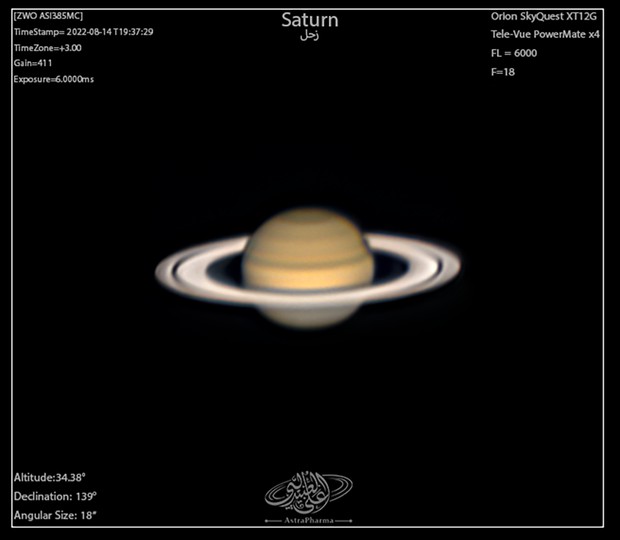 [ZWO ASI385MC]
TimeStamp= 2022-08-14 T19:37:29
TimeZone=+3.00
Gain=411
Exposure=6.0000ms
Saturn
زحل
Orion SkyQuest XT12G
Tele-Vue PowerMate x4
FL = 6000
F=18
Altitude:34.38°
Declination: 139°
Angular Size: 18"
AstraPharma